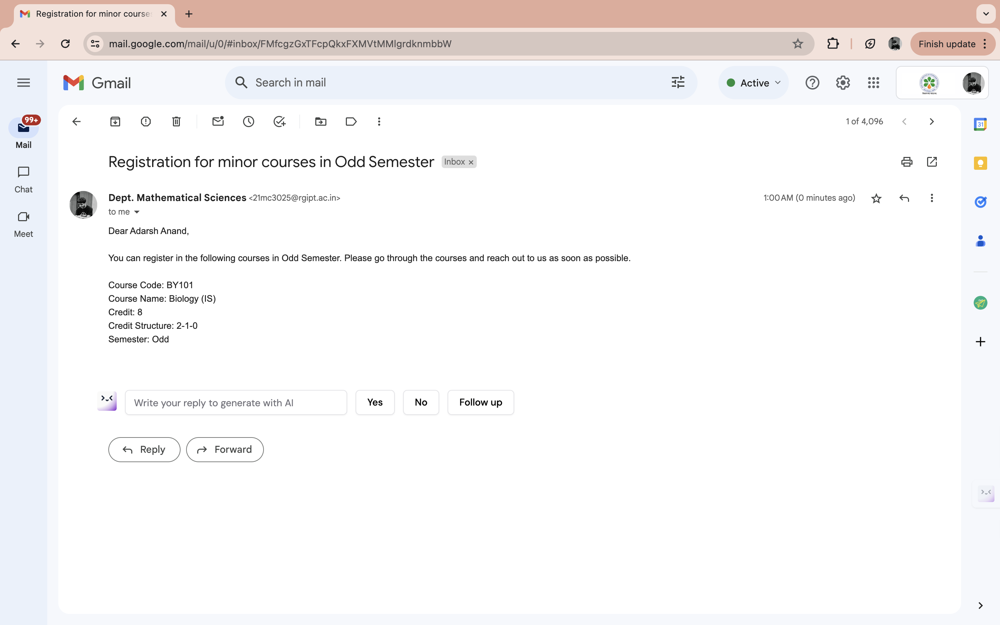 Registration for minor courses
mail.google.com/mail/u/0/#inbox/FMfcgzGxTFcpQkxFXMVtMMlgrdknmbbW
Finish update
Gmail
Search in mail
Active
99+
Mail
Chat
Meet
1 of 4,096
31
Registration for minor courses in Odd Semester
Inbox ×
Dept. Mathematical Sciences <21mc3025@rgipt.ac.in>
1:00 AM (0 minutes ago)
to me
Dear Adarsh Anand,
You can register in the following courses in Odd Semester. Please go through the courses and reach out to us as soon as possible.
Course Code: BY101
Course Name: Biology (IS)
Credit: 8
Credit Structure: 2-1-0
Semester: Odd
Write your reply to generate with AI
Yes
No
Follow up
Reply
Forward